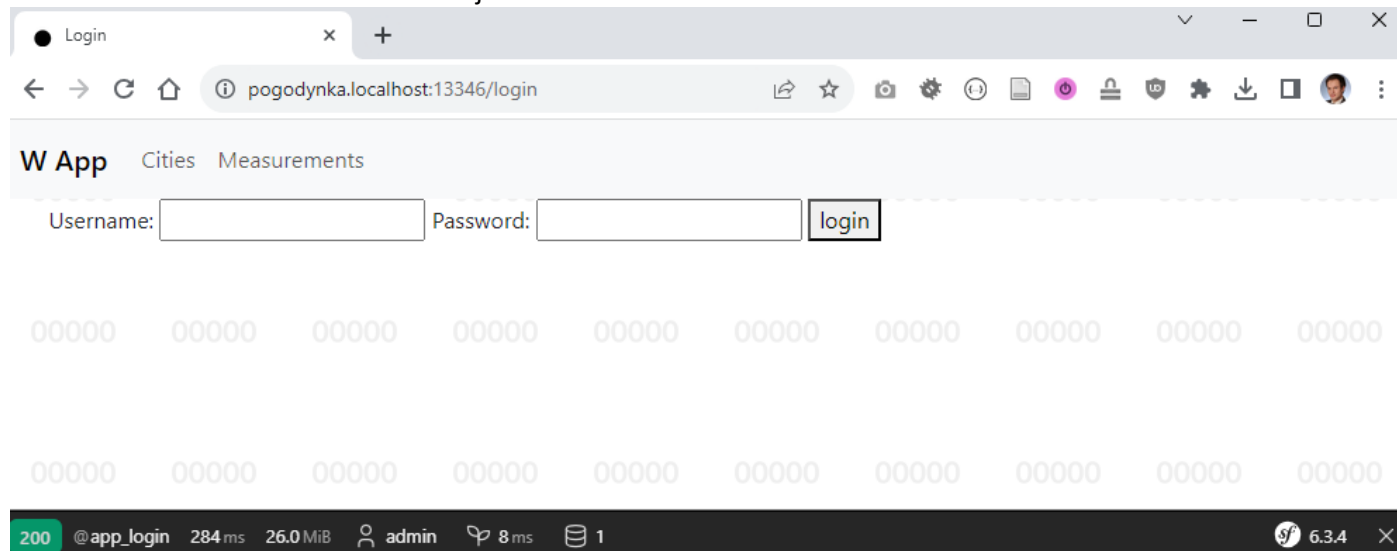 Login
pogodynka.localhost:13346/login
W App Cities Measurements
Username: Password: login
00000 00000 00000 00000 00000 00000 00000 00000 00000 00000
00000 00000 00000 00000 00000 00000 00000 00000 00000 00000
200 @app_login 284 ms 26.0 MiB admin 8 ms 1 6.3.4